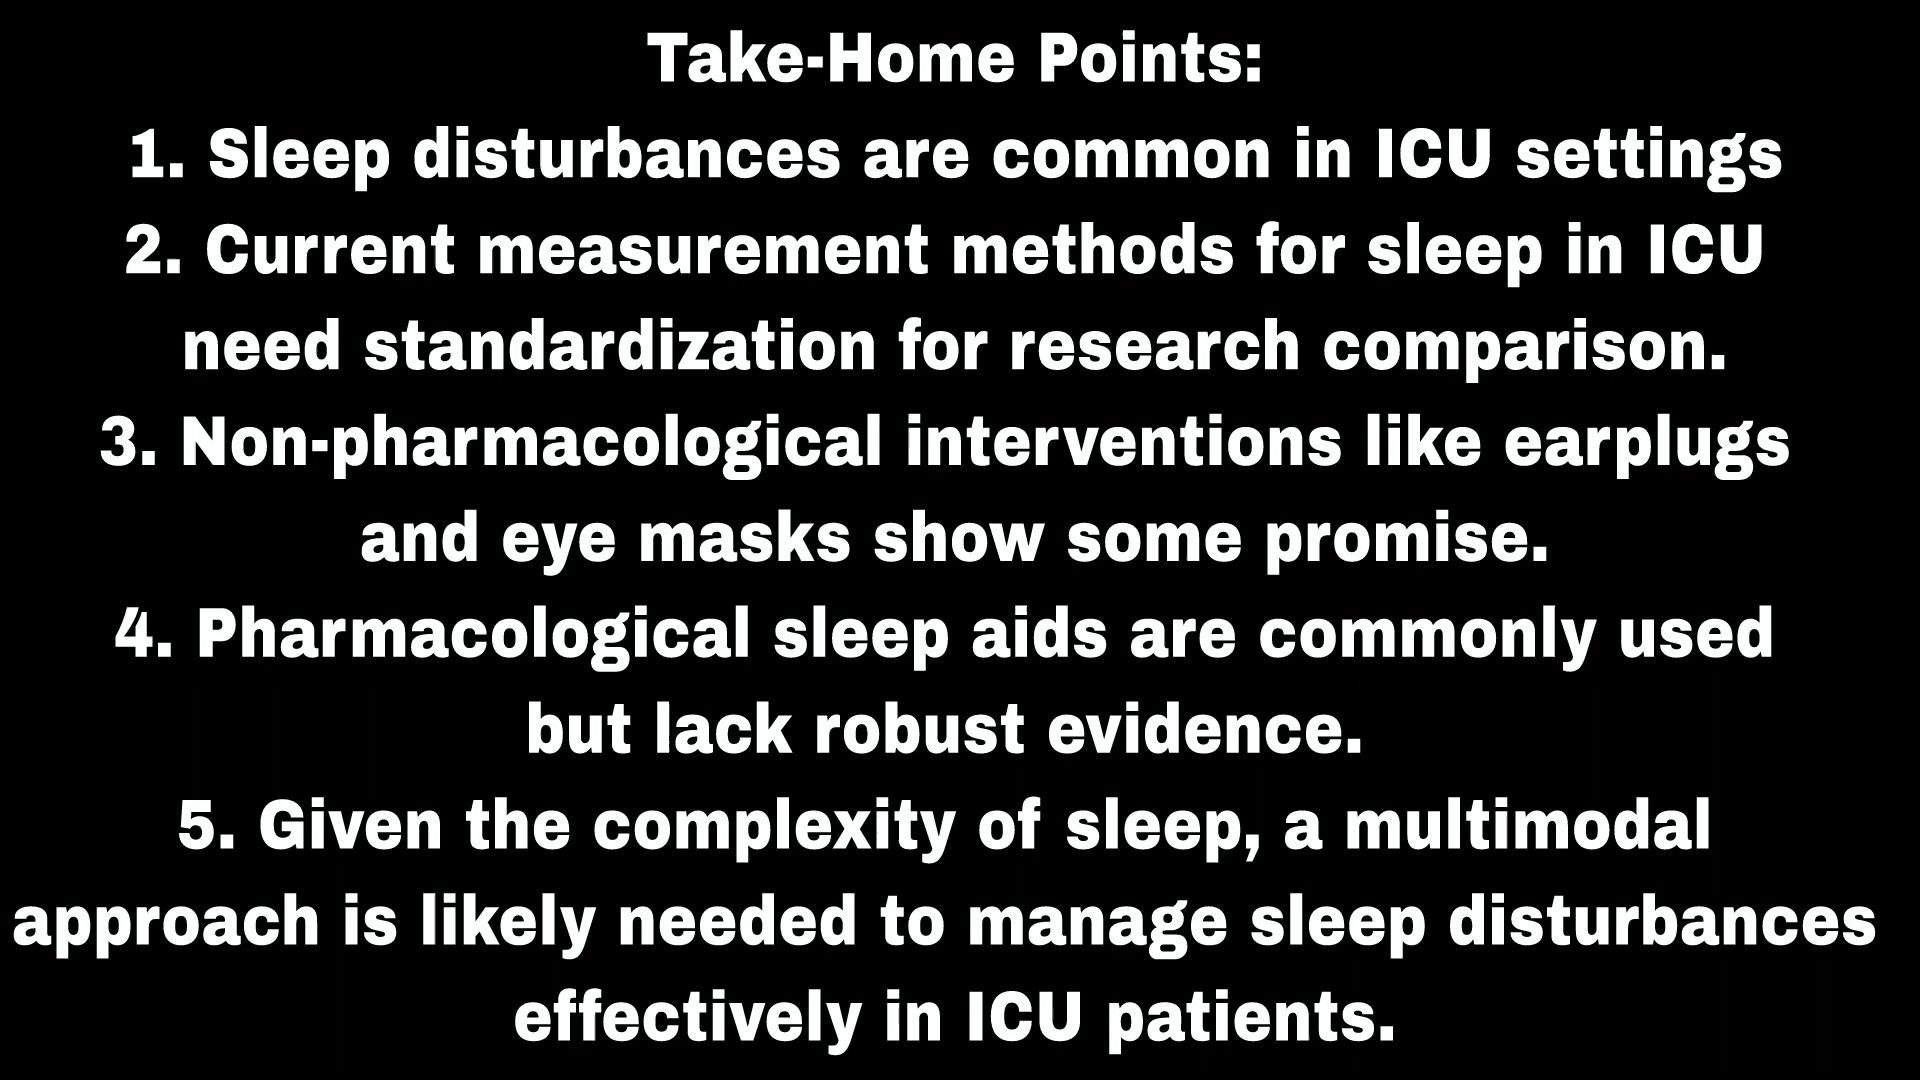 Take-Home Points:
1. Sleep disturbances are common in ICU settings
2. Current measurement methods for sleep in ICU
need standardization for research comparison.
3. Non-pharmacological interventions like earplugs
and eye masks show some promise.
4. Pharmacological sleep aids are commonly used
but lack robust evidence.
5. Given the complexity of sleep, a multimodal
approach is likely needed to manage sleep disturbances
effectively in ICU patients.